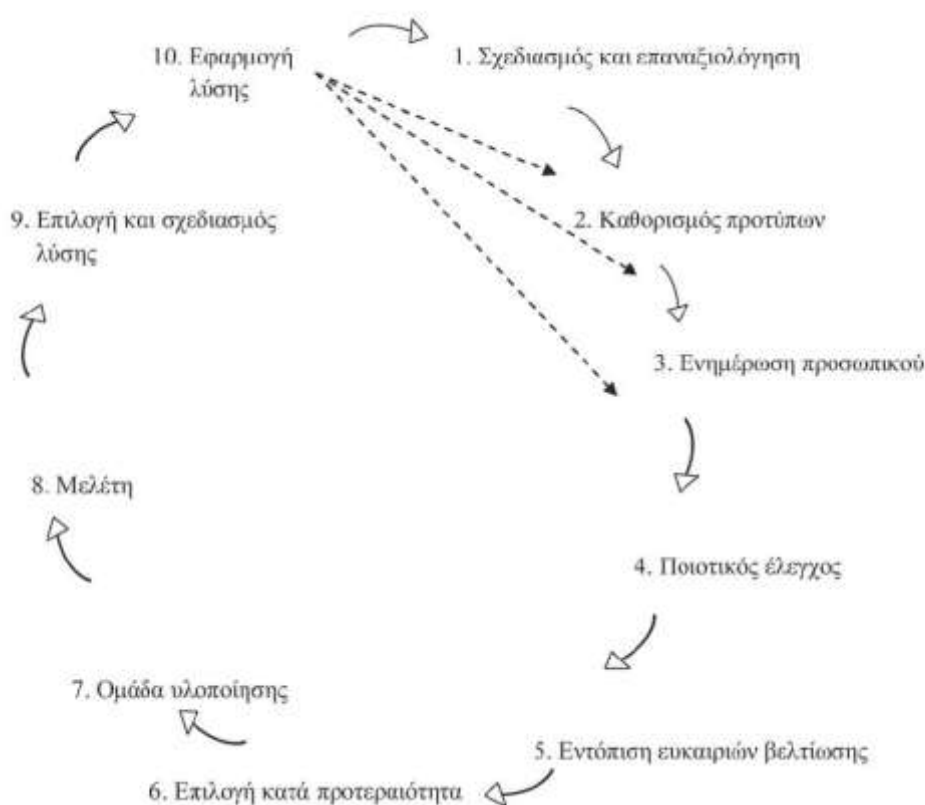 10. Εφαρμογή
λύσης
1. Σχεδιασμός και επαναξιολόγηση
2. Καθορισμός προτύπων
3. Ενημέρωση προσωπικού
4. Ποιοτικός έλεγχος
5. Εντόπιση ευκαιριών βελτίωσης
6. Επιλογή κατά προτεραιότητα
7. Ομάδα υλοποίησης
8. Μελέτη
9. Επιλογή και σχεδιασμός
λύσης